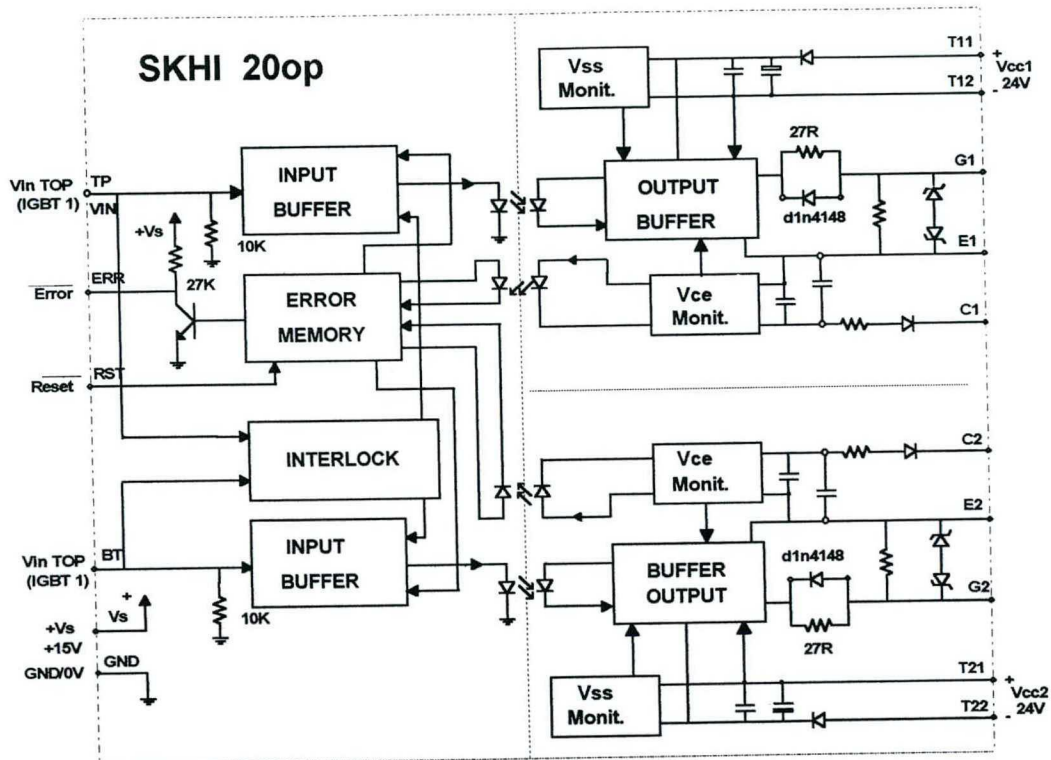 SKHI 20op
Vss
Monit.
T11
+
Vcc1
T12
24V
-
27R
INPUT
BUFFER
OUTPUT
BUFFER
G1
Vin TOP
(IGBT 1)
TP
VIN
d1n4148
+Vs
10K
E1
ERR
27K
Error
ERROR
MEMORY
Vce
Monit.
C1
RST
Reset
INTERLOCK
Vce
Monit.
C2
E2
INPUT
BUFFER
d1n4148
Vin TOP
(IGBT 1)
BT
BUFFER
OUTPUT
G2
+
Vs
10K
27R
+Vs
+15V
GND
GND/0V
T21
+
Vss
Monit.
Vcc2
T22
24V
-